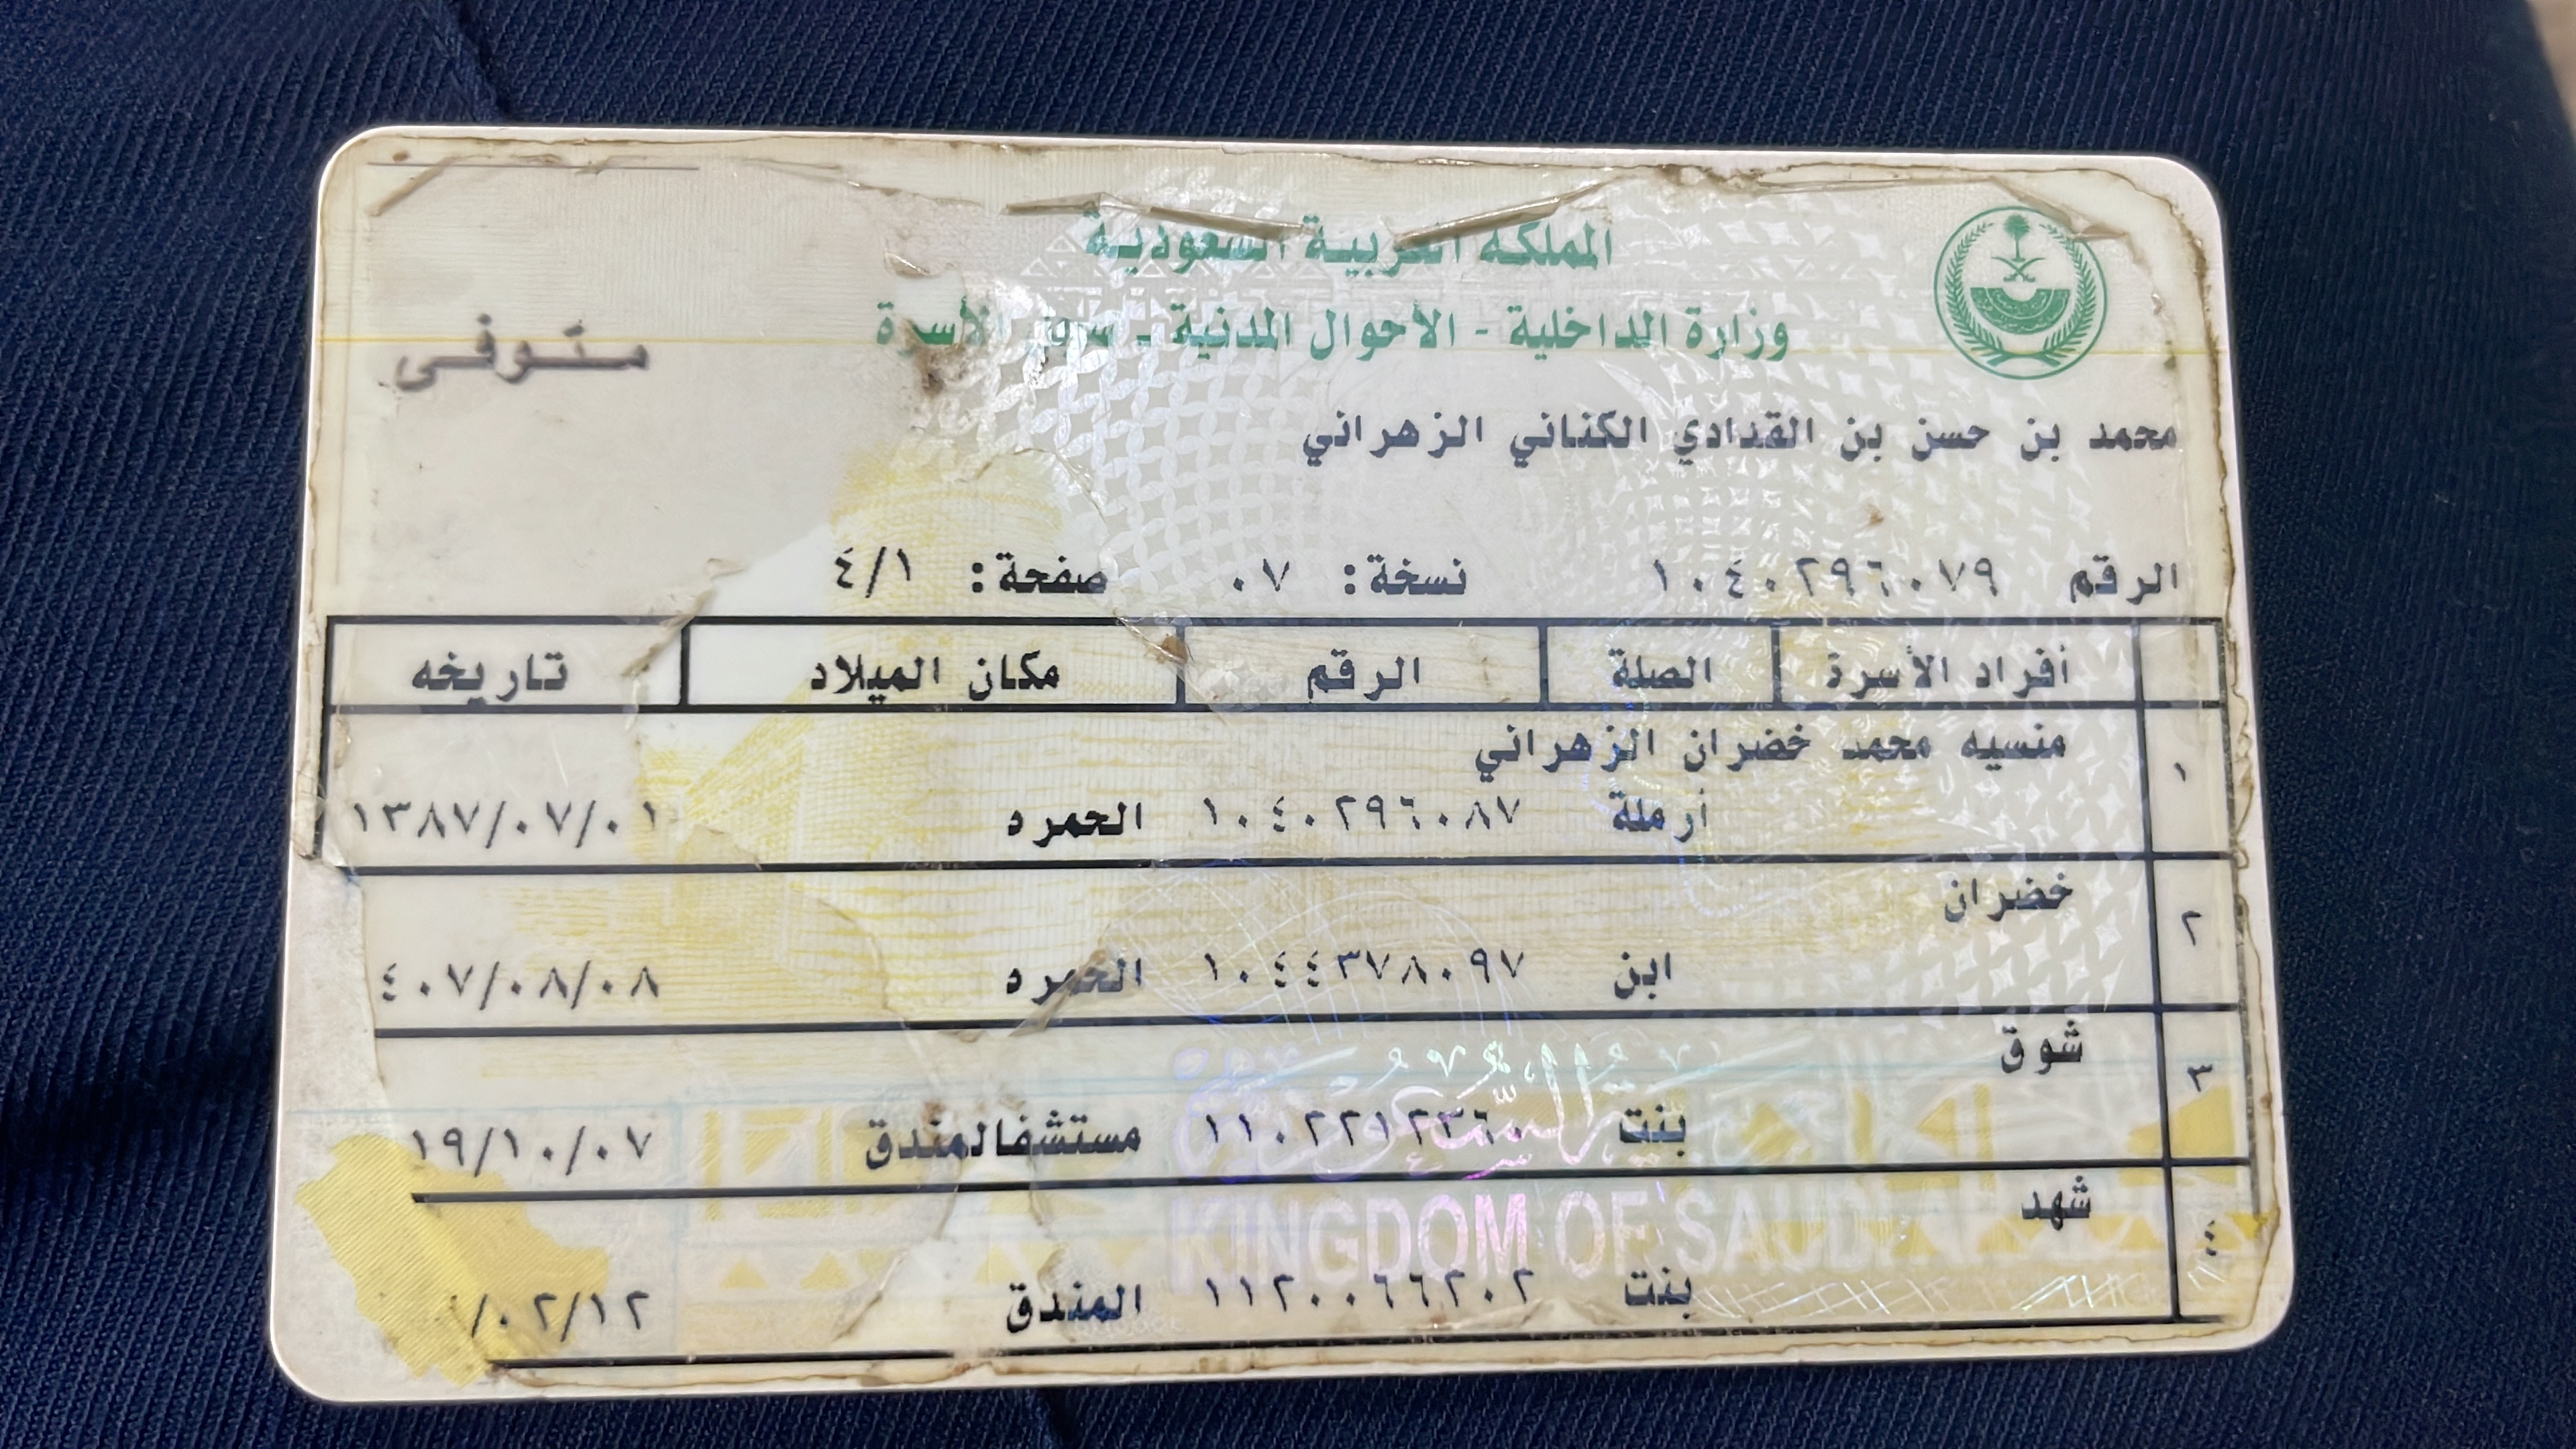 المملكة العربية السعودية
وزارة الداخلية - الأحوال المدنية - سجل الأسرة
متوفى
محمد بن حسن بن القدادي الكناني الزهراني
الرقم ١٠٤٠٢٩٦٠٧٩ نسخة: ٠٧ صفحة: ٤/١
أفراد الأسرة الصلة الرقم مكان الميلاد تاريخه
١ منسيه محمد خضران الزهراني
أرملة ١٠٤٠٢٩٦٠٨٧ الحمره ١٣٨٧/٠٧/٠١
٢ خضران
ابن ١٠٤٤٣٧٨٠٩٧ الحمره ٤٠٧/٠٨/٠٨
٣ شوق
بنت ١١٠٢٢١٢٣٦٠ مستشفالمندق ١٩/١٠/٠٧
٤ شهد
بنت ١١٢٠٠٦٦٢٠٢ المندق /٠٢/١٢
KINGDOM OF SAUDI